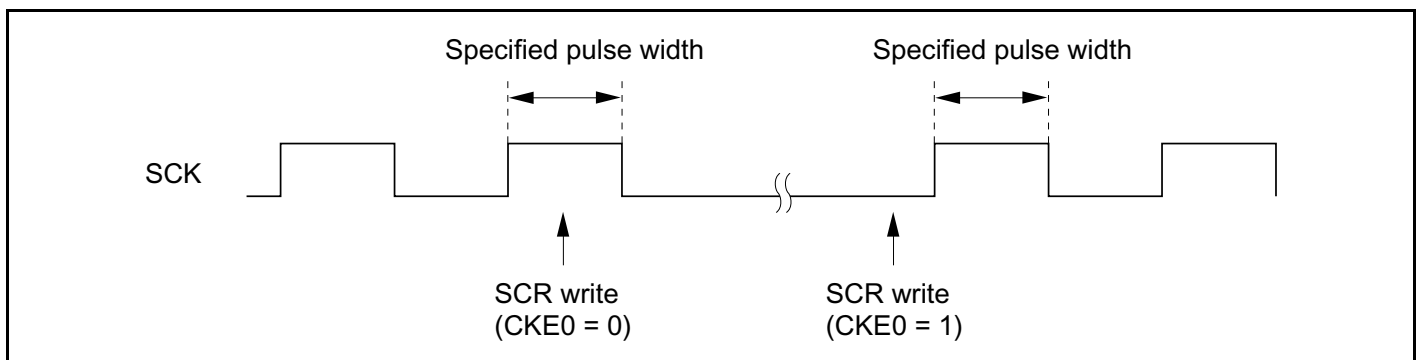 Specified pulse width
Specified pulse width
SCK
SCR write
(CKE0 = 0)
SCR write
(CKE0 = 1)